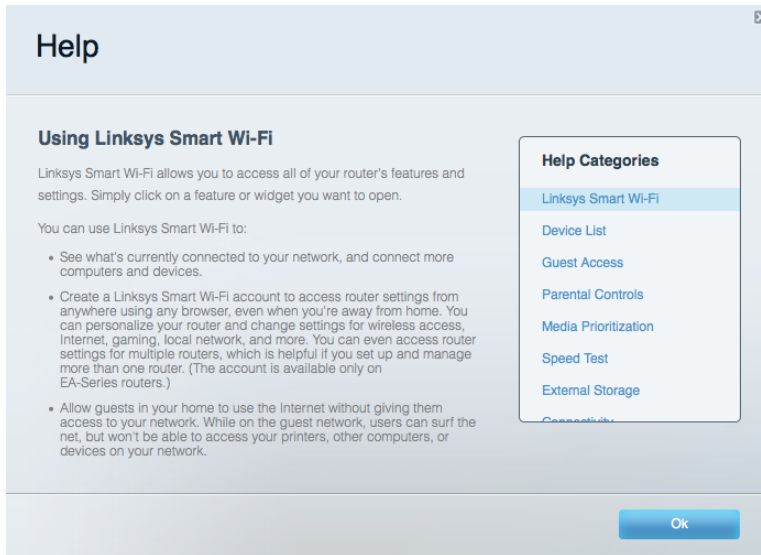 Help
Using Linksys Smart Wi-Fi
Linksys Smart Wi-Fi allows you to access all of your router's features and
settings. Simply click on a feature or widget you want to open.
You can use Linksys Smart Wi-Fi to:
• See what's currently connected to your network, and connect more
computers and devices.
• Create a Linksys Smart Wi-Fi account to access router settings from
anywhere using any browser, even when you're away from home. You
can personalize your router and change settings for wireless access,
Internet, gaming, local network, and more. You can even access router
settings for multiple routers, which is helpful if you set up and manage
more than one router. (The account is available only on
EA-Series routers.)
• Allow guests in your home to use the Internet without giving them
access to your network. While on the guest network, users can surf the
net, but won't be able to access your printers, other computers, or
devices on your network.
Help Categories
Linksys Smart Wi-Fi
Device List
Guest Access
Parental Controls
Media Prioritization
Speed Test
External Storage
Connectivity
Ok